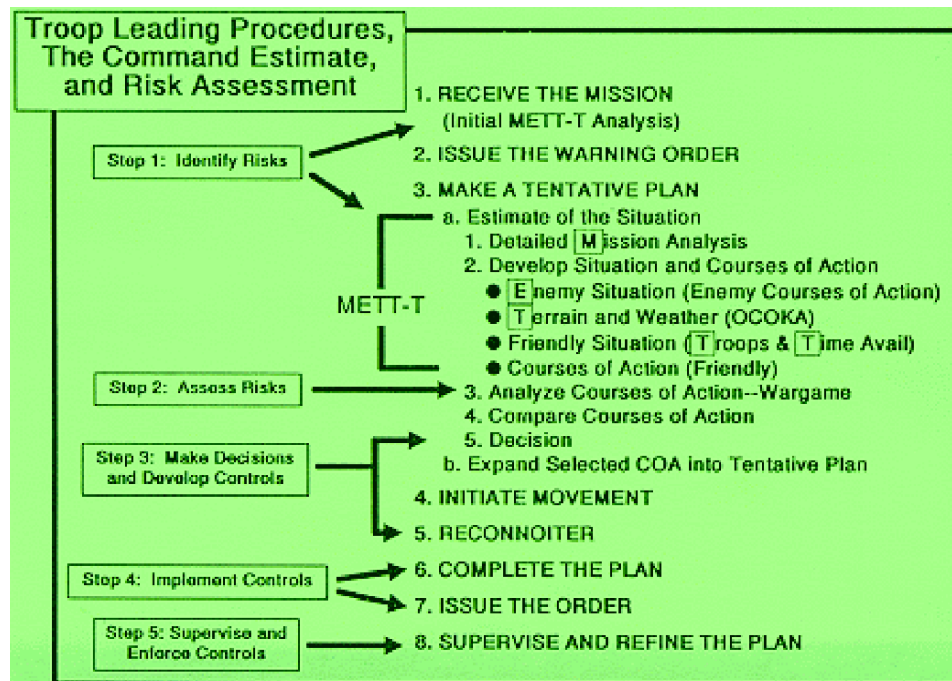 Troop Leading Procedures,
The Command Estimate,
and Risk Assessment
1. RECEIVE THE MISSION
(Initial METT-T Analysis)
Step 1: Identify Risks
2. ISSUE THE WARNING ORDER
3. MAKE A TENTATIVE PLAN
a. Estimate of the Situation
1. Detailed Mission Analysis
2. Develop Situation and Courses of Action
METT-T
● Enemy Situation (Enemy Courses of Action)
● Terrain and Weather (OCOKA)
● Friendly Situation (Troops & Time Avail)
● Courses of Action (Friendly)
Step 2: Assess Risks
3. Analyze Courses of Action--Wargame
4. Compare Courses of Action
5. Decision
Step 3: Make Decisions
and Develop Controls
b. Expand Selected COA into Tentative Plan
4. INITIATE MOVEMENT
5. RECONNOITER
Step 4: Implement Controls
6. COMPLETE THE PLAN
7. ISSUE THE ORDER
Step 5: Supervise and
Enforce Controls
8. SUPERVISE AND REFINE THE PLAN